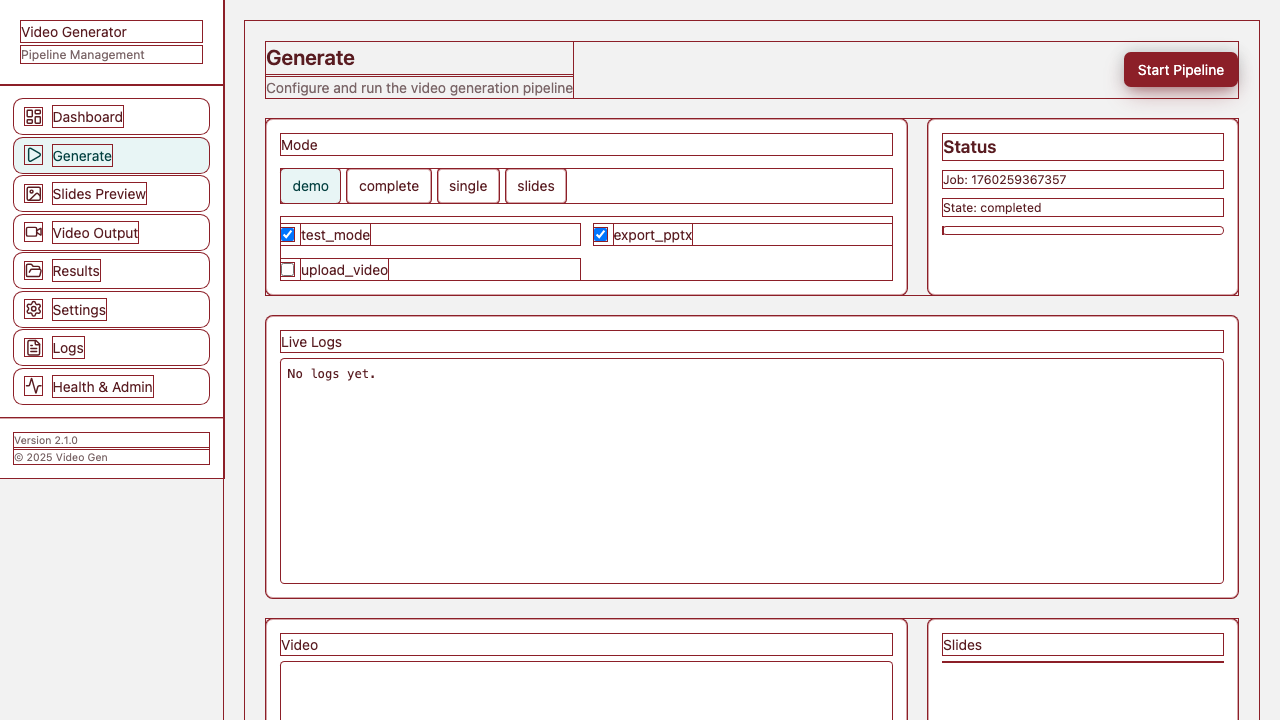 Video Generator
Pipeline Management
Dashboard
Generate
Slides Preview
Video Output
Results
Settings
Logs
Health & Admin
Version 2.1.0
© 2025 Video Gen
Generate
Configure and run the video generation pipeline
Start Pipeline
Mode
demo complete single slides
test_mode export_pptx
upload_video
Status
Job: 1760259367357
State: completed
Live Logs
No logs yet.
Video
Slides